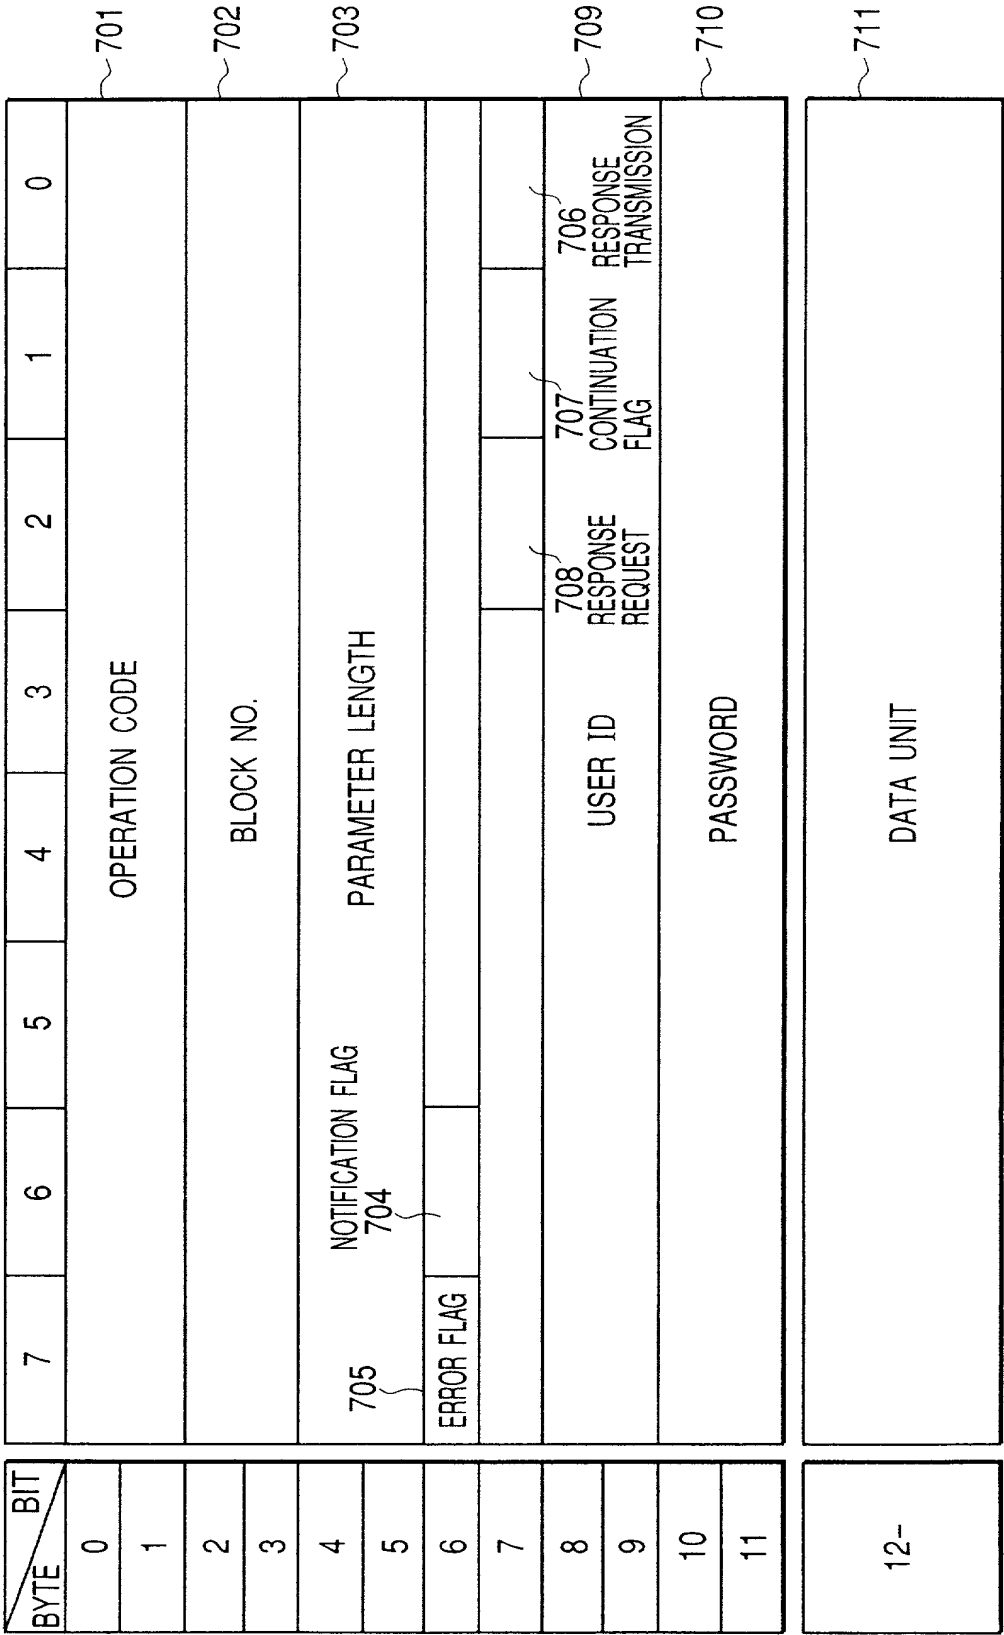 BYTE BIT 7 6 5 4 3 2 1 0
0
1
OPERATION CODE
701
2
3
BLOCK NO.
702
4
5
705
NOTIFICATION FLAG
704
PARAMETER LENGTH
703
6
ERROR FLAG
7
8
9
USER ID
708
RESPONSE
REQUEST
707
CONTINUATION
FLAG
706
RESPONSE
TRANSMISSION
709
10
11
PASSWORD
710
12–
DATA UNIT
711